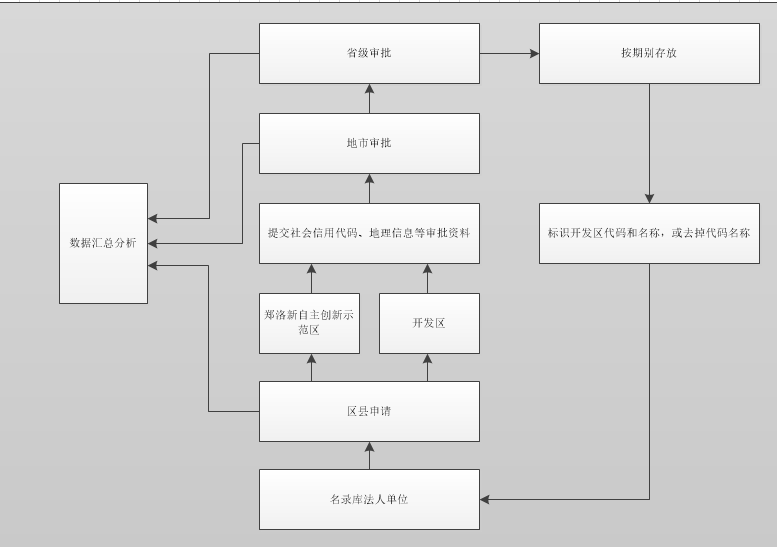 省级审批
按期别存放
地市审批
数据汇总分析
提交社会信用代码、地理信息等审批资料
标识开发区代码和名称，或去掉代码名称
郑洛新自主创新示
范区
开发区
区县申请
名录库法人单位